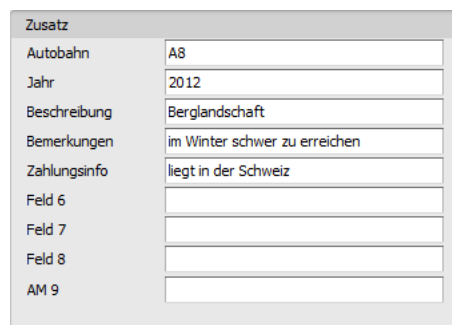 Zusatz
Autobahn A8
Jahr 2012
Beschreibung Berglandschaft
Bemerkungen im Winter schwer zu erreichen
Zahlungsinfo liegt in der Schweiz
Feld 6
Feld 7
Feld 8
AM 9